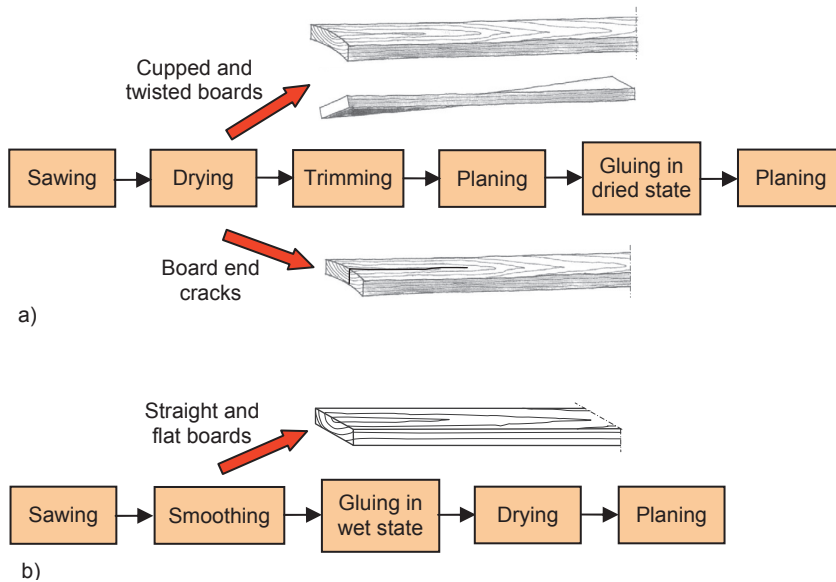 Cupped and
twisted boards
Sawing
Drying
Trimming
Planing
Gluing in
dried state
Planing
Board end
cracks
a)
Straight and
flat boards
Sawing
Smoothing
Gluing in
wet state
Drying
Planing
b)